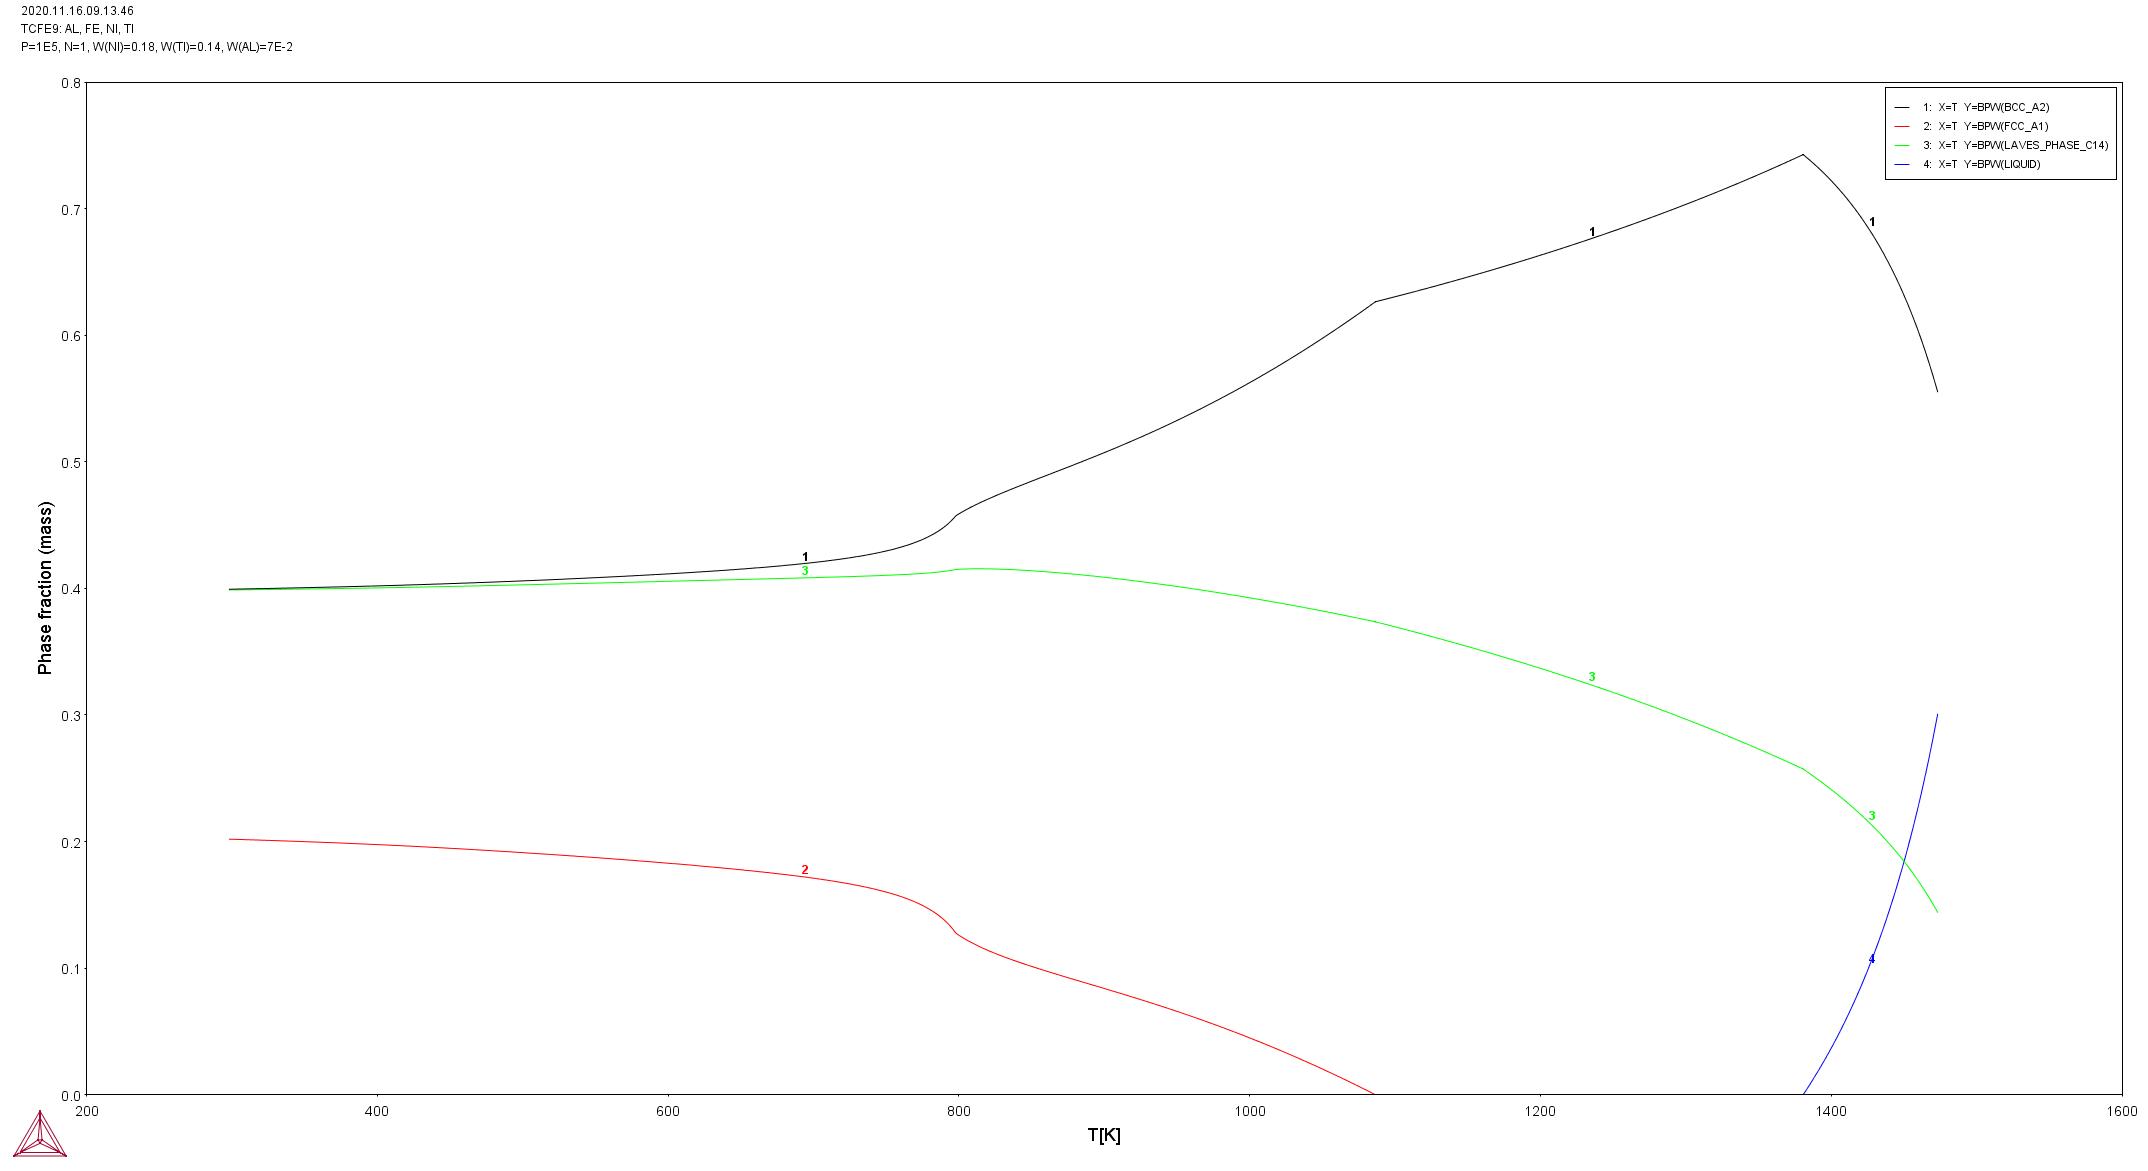 2020.11.16.09.13.46
TCFE9: AL, FE, NI, TI
P=1E5, N=1, W(NI)=0.18, W(TI)=0.14, W(AL)=7E-2
1: X=T Y=BPW(BCC_A2)
2: X=T Y=BPW(FCC_A1)
3: X=T Y=BPW(LAVES_PHASE_C14)
4: X=T Y=BPW(LIQUID)
0.8
0.7
0.6
0.5
0.4
0.3
0.2
0.1
0.0
Phase fraction (mass)
1
1
1
3
3
3
2
4
200 400 600 800 1000 1200 1400 1600
T[K]